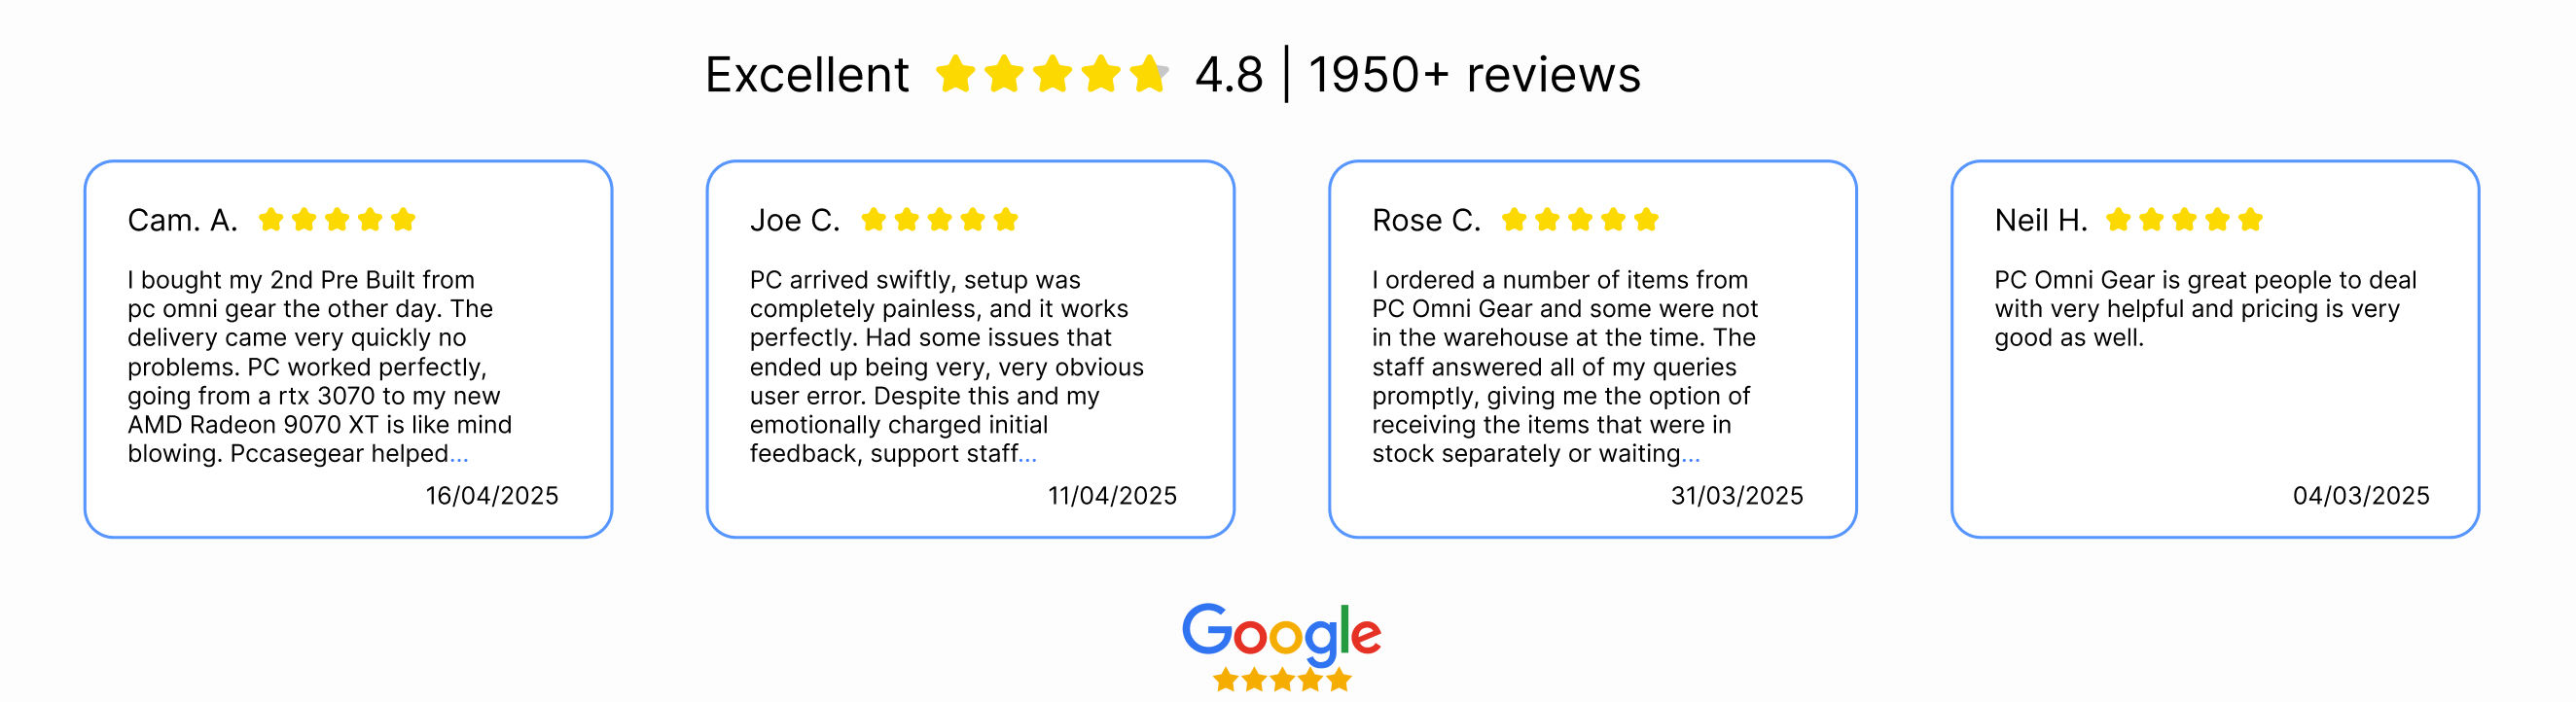 Excellent 4.8 | 1950+ reviews
Cam. A.
I bought my 2nd Pre Built from
pc omni gear the other day. The
delivery came very quickly no
problems. PC worked perfectly,
going from a rtx 3070 to my new
AMD Radeon 9070 XT is like mind
blowing. Pccasegear helped...
16/04/2025
Joe C.
PC arrived swiftly, setup was
completely painless, and it works
perfectly. Had some issues that
ended up being very, very obvious
user error. Despite this and my
emotionally charged initial
feedback, support staff...
11/04/2025
Rose C.
I ordered a number of items from
PC Omni Gear and some were not
in the warehouse at the time. The
staff answered all of my queries
promptly, giving me the option of
receiving the items that were in
stock separately or waiting...
31/03/2025
Neil H.
PC Omni Gear is great people to deal
with very helpful and pricing is very
good as well.
04/03/2025
Google